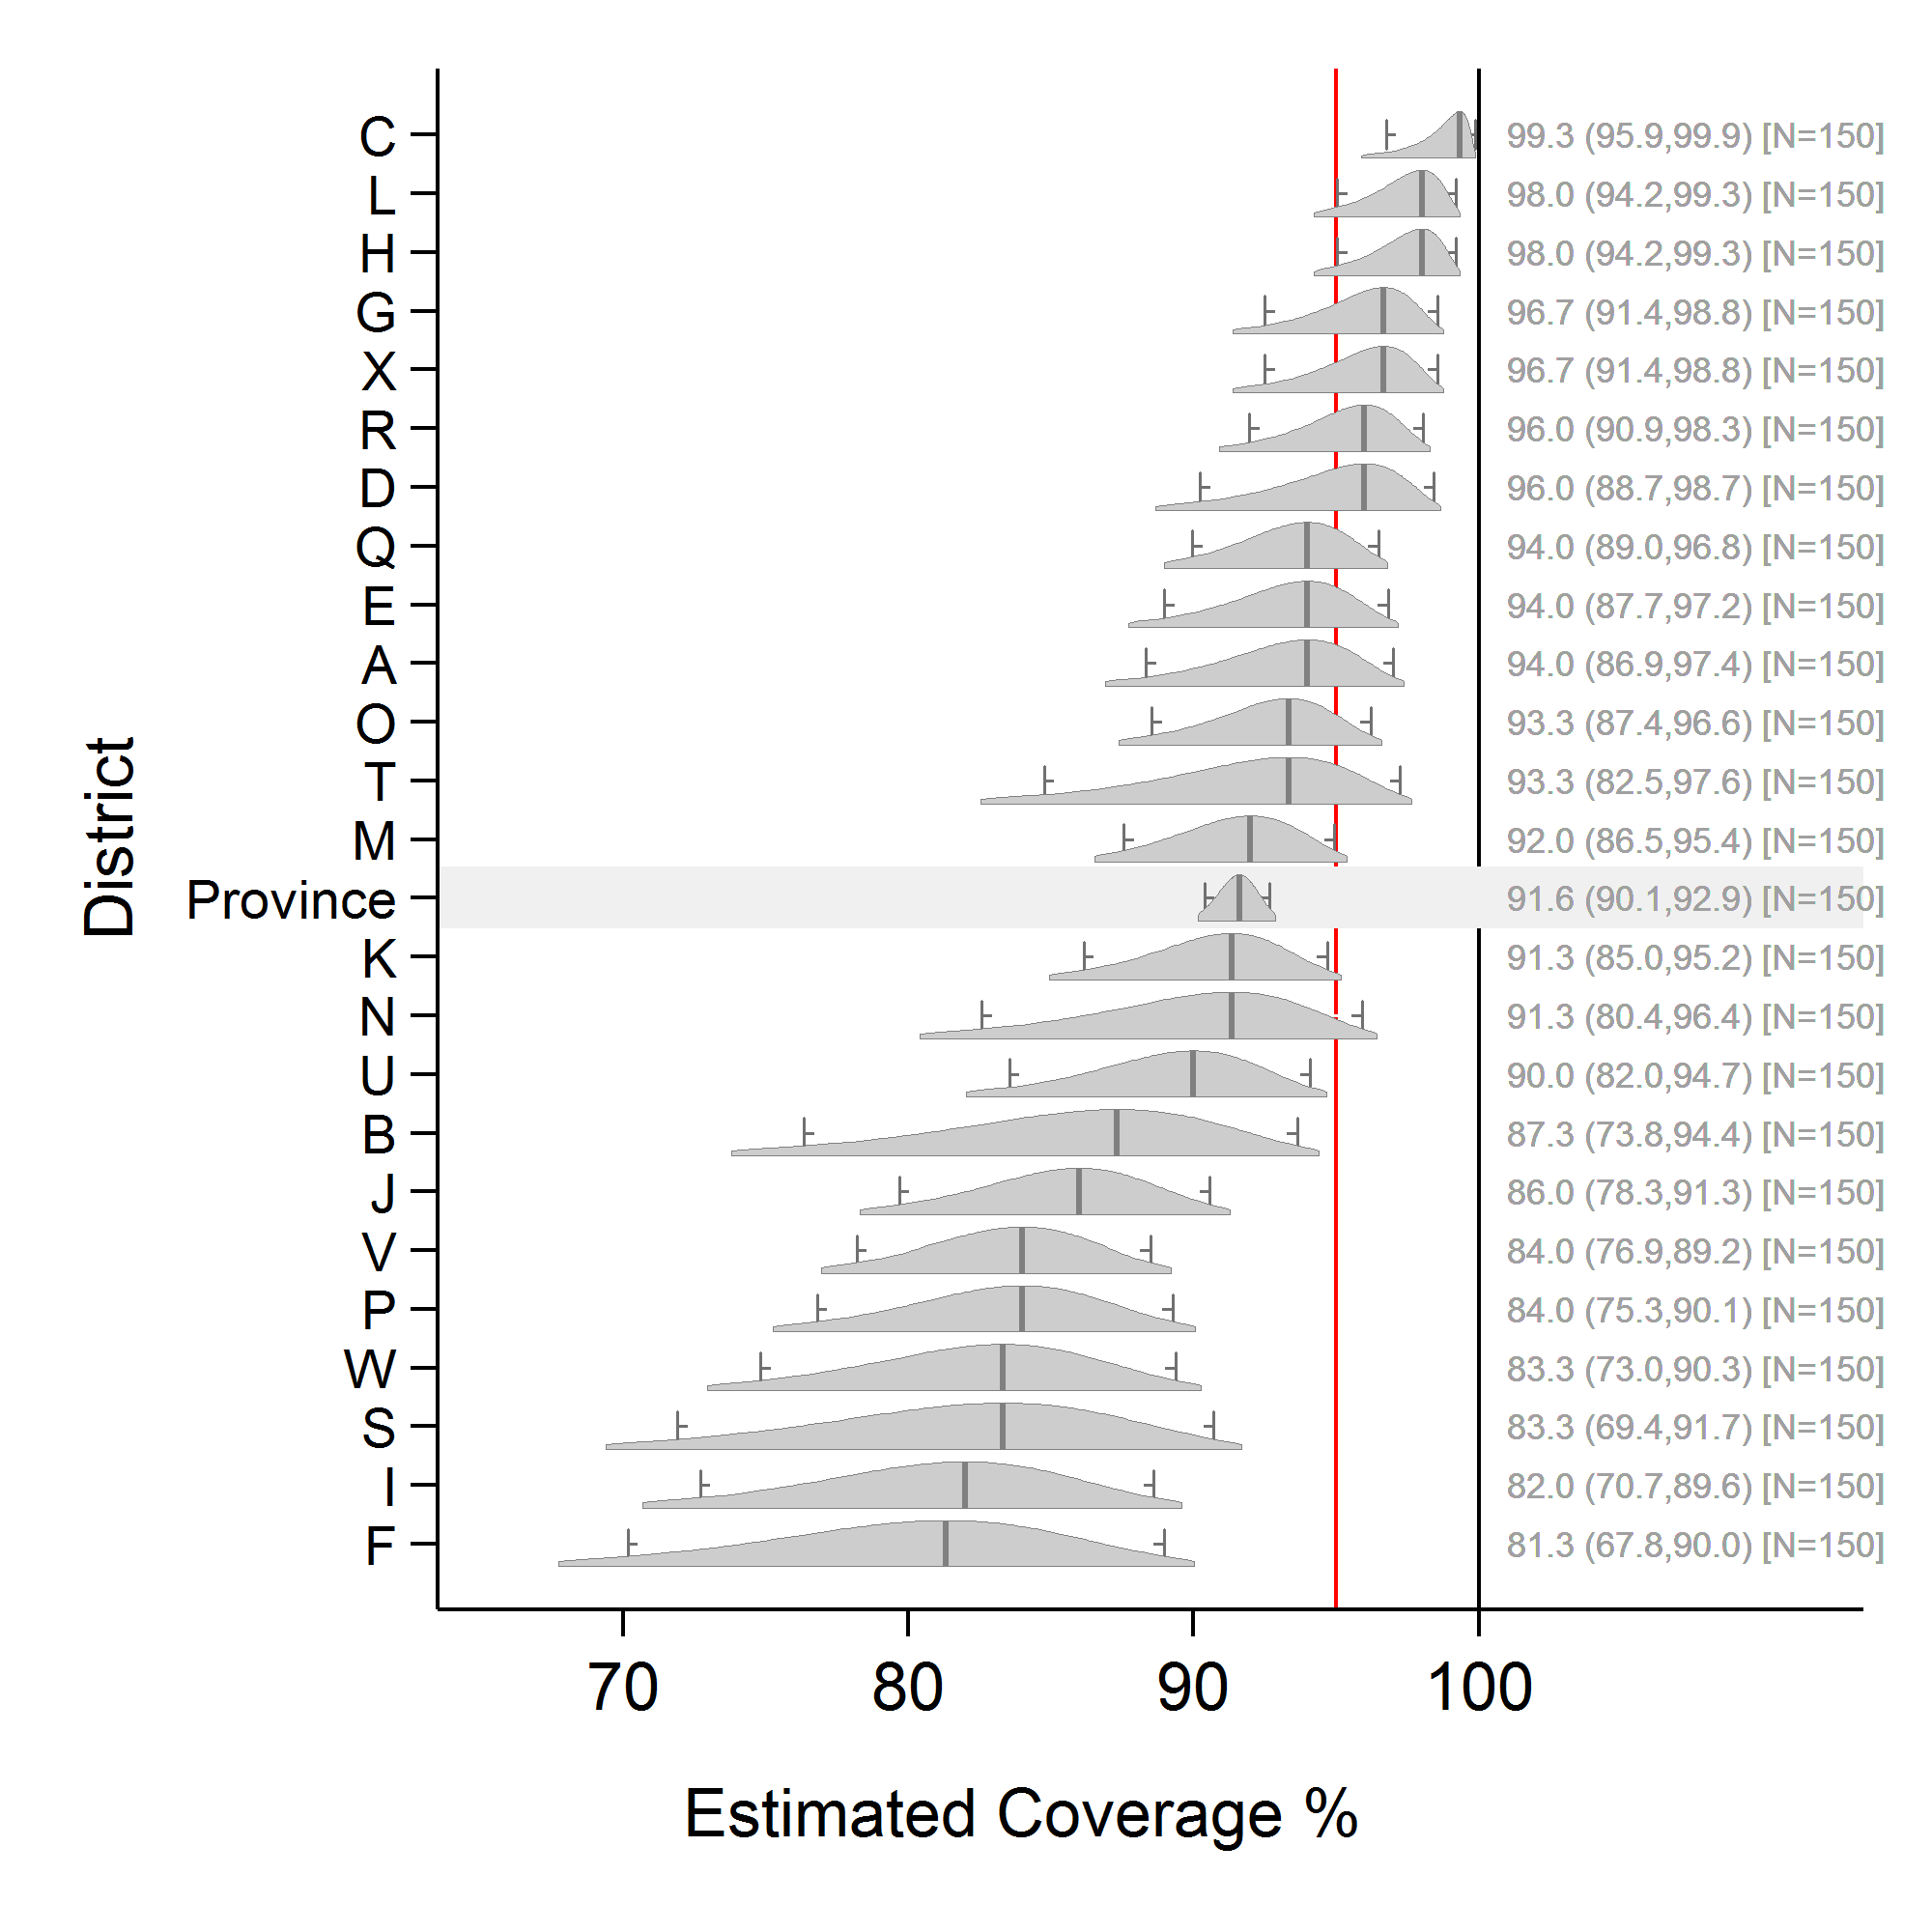 District
C 99.3 (95.9,99.9) [N=150]
L 98.0 (94.2,99.3) [N=150]
H 98.0 (94.2,99.3) [N=150]
G 96.7 (91.4,98.8) [N=150]
X 96.7 (91.4,98.8) [N=150]
R 96.0 (90.9,98.3) [N=150]
D 96.0 (88.7,98.7) [N=150]
Q 94.0 (89.0,96.8) [N=150]
E 94.0 (87.7,97.2) [N=150]
A 94.0 (86.9,97.4) [N=150]
O 93.3 (87.4,96.6) [N=150]
T 93.3 (82.5,97.6) [N=150]
M 92.0 (86.5,95.4) [N=150]
Province 91.6 (90.1,92.9) [N=150]
K 91.3 (85.0,95.2) [N=150]
N 91.3 (80.4,96.4) [N=150]
U 90.0 (82.0,94.7) [N=150]
B 87.3 (73.8,94.4) [N=150]
J 86.0 (78.3,91.3) [N=150]
V 84.0 (76.9,89.2) [N=150]
P 84.0 (75.3,90.1) [N=150]
W 83.3 (73.0,90.3) [N=150]
S 83.3 (69.4,91.7) [N=150]
I 82.0 (70.7,89.6) [N=150]
F 81.3 (67.8,90.0) [N=150]
70 80 90 100
Estimated Coverage %